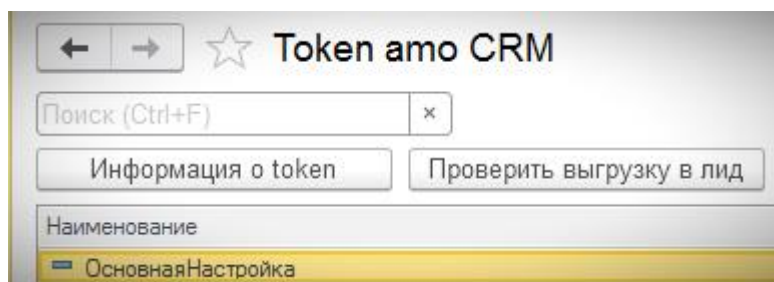 Token amo CRM
Поиск (Ctrl+F) ×
Информация о token Проверить выгрузку в лид
Наименование
ОсновнаяНастройка